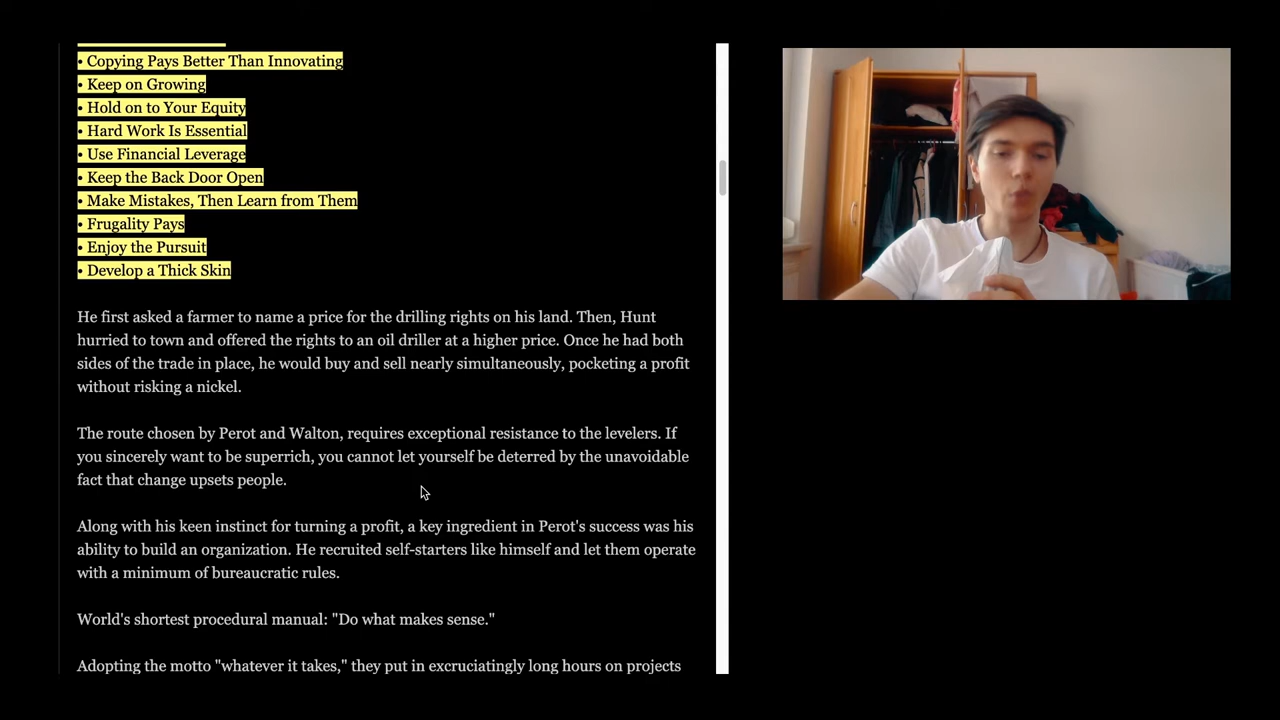 • Copying Pays Better Than Innovating
• Keep on Growing
• Hold on to Your Equity
• Hard Work Is Essential
• Use Financial Leverage
• Keep the Back Door Open
• Make Mistakes, Then Learn from Them
• Frugality Pays
• Enjoy the Pursuit
• Develop a Thick Skin
He first asked a farmer to name a price for the drilling rights on his land. Then, Hunt
hurried to town and offered the rights to an oil driller at a higher price. Once he had both
sides of the trade in place, he would buy and sell nearly simultaneously, pocketing a profit
without risking a nickel.
The route chosen by Perot and Walton, requires exceptional resistance to the levelers. If
you sincerely want to be superrich, you cannot let yourself be deterred by the unavoidable
fact that change upsets people.
Along with his keen instinct for turning a profit, a key ingredient in Perot's success was his
ability to build an organization. He recruited self-starters like himself and let them operate
with a minimum of bureaucratic rules.
World's shortest procedural manual: "Do what makes sense."
Adopting the motto "whatever it takes," they put in excruciatingly long hours on projects